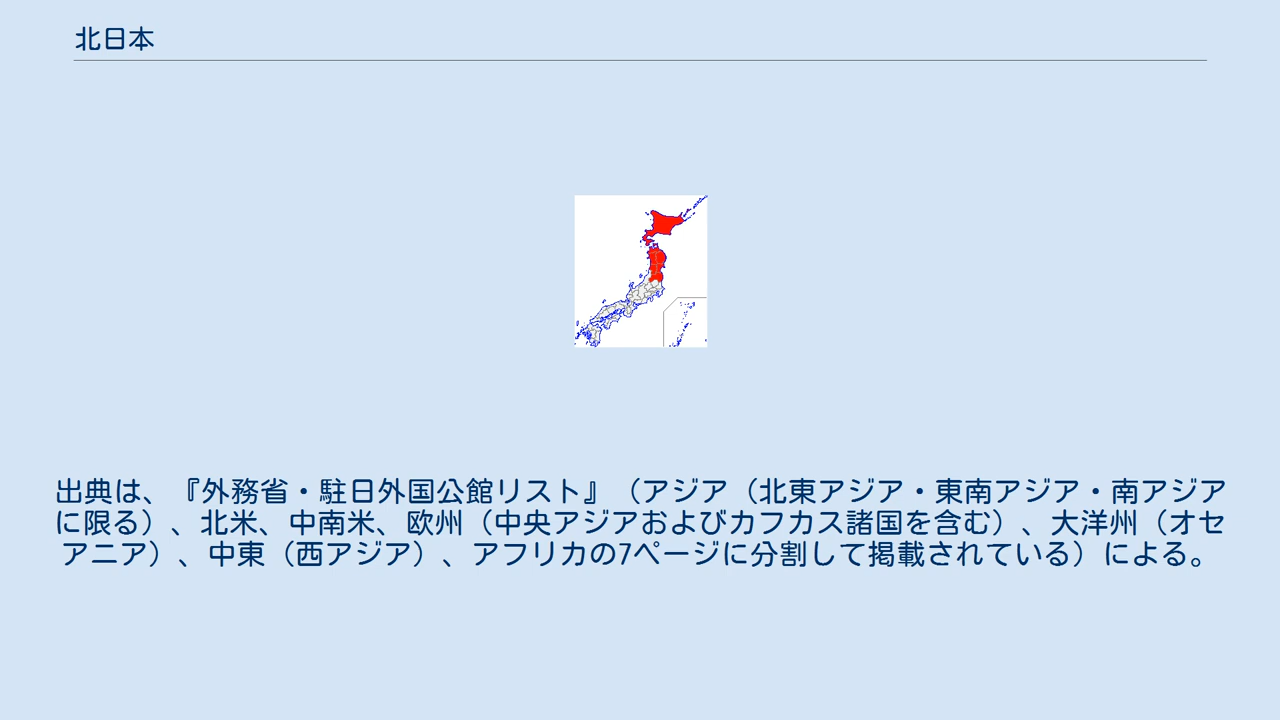 北日本
出典は、『外務省・駐日外国公館リスト』（アジア（北東アジア・東南アジア・南アジア
に限る）、北米、中南米、欧州（中央アジアおよびカフカス諸国を含む）、大洋州（オセ
アニア）、中東（西アジア）、アフリカの7ページに分割して掲載されている）による。